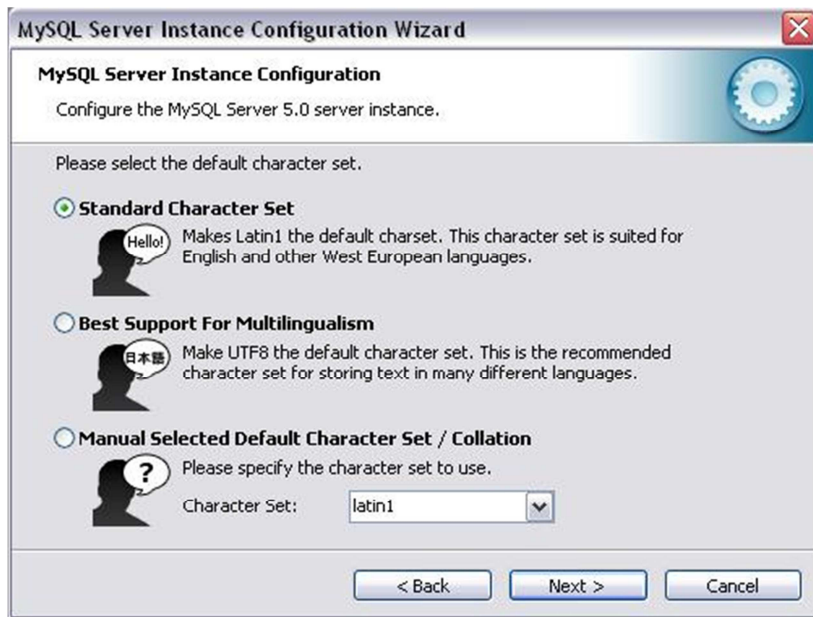 MySQL Server Instance Configuration Wizard
MySQL Server Instance Configuration
Configure the MySQL Server 5.0 server instance.
Please select the default character set.
Standard Character Set
Hello!
Makes Latin1 the default charset. This character set is suited for
English and other West European languages.
Best Support For Multilingualism
日本語
Make UTF8 the default character set. This is the recommended
character set for storing text in many different languages.
Manual Selected Default Character Set / Collation
?
Please specify the character set to use.
Character Set: latin1
< Back Next > Cancel